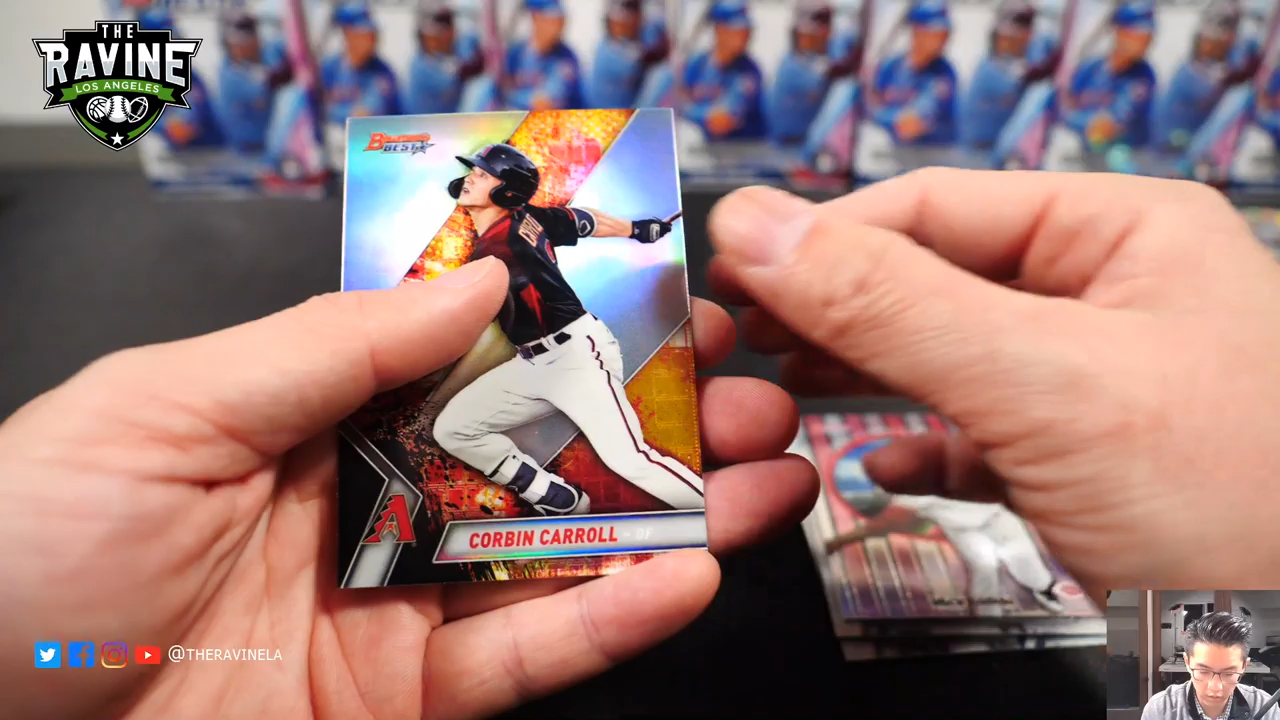 THE
RAVINE
LOS ANGELES
BOWMAN'S
BEST
CORBIN CARROLL - OF
@THERAVINELA